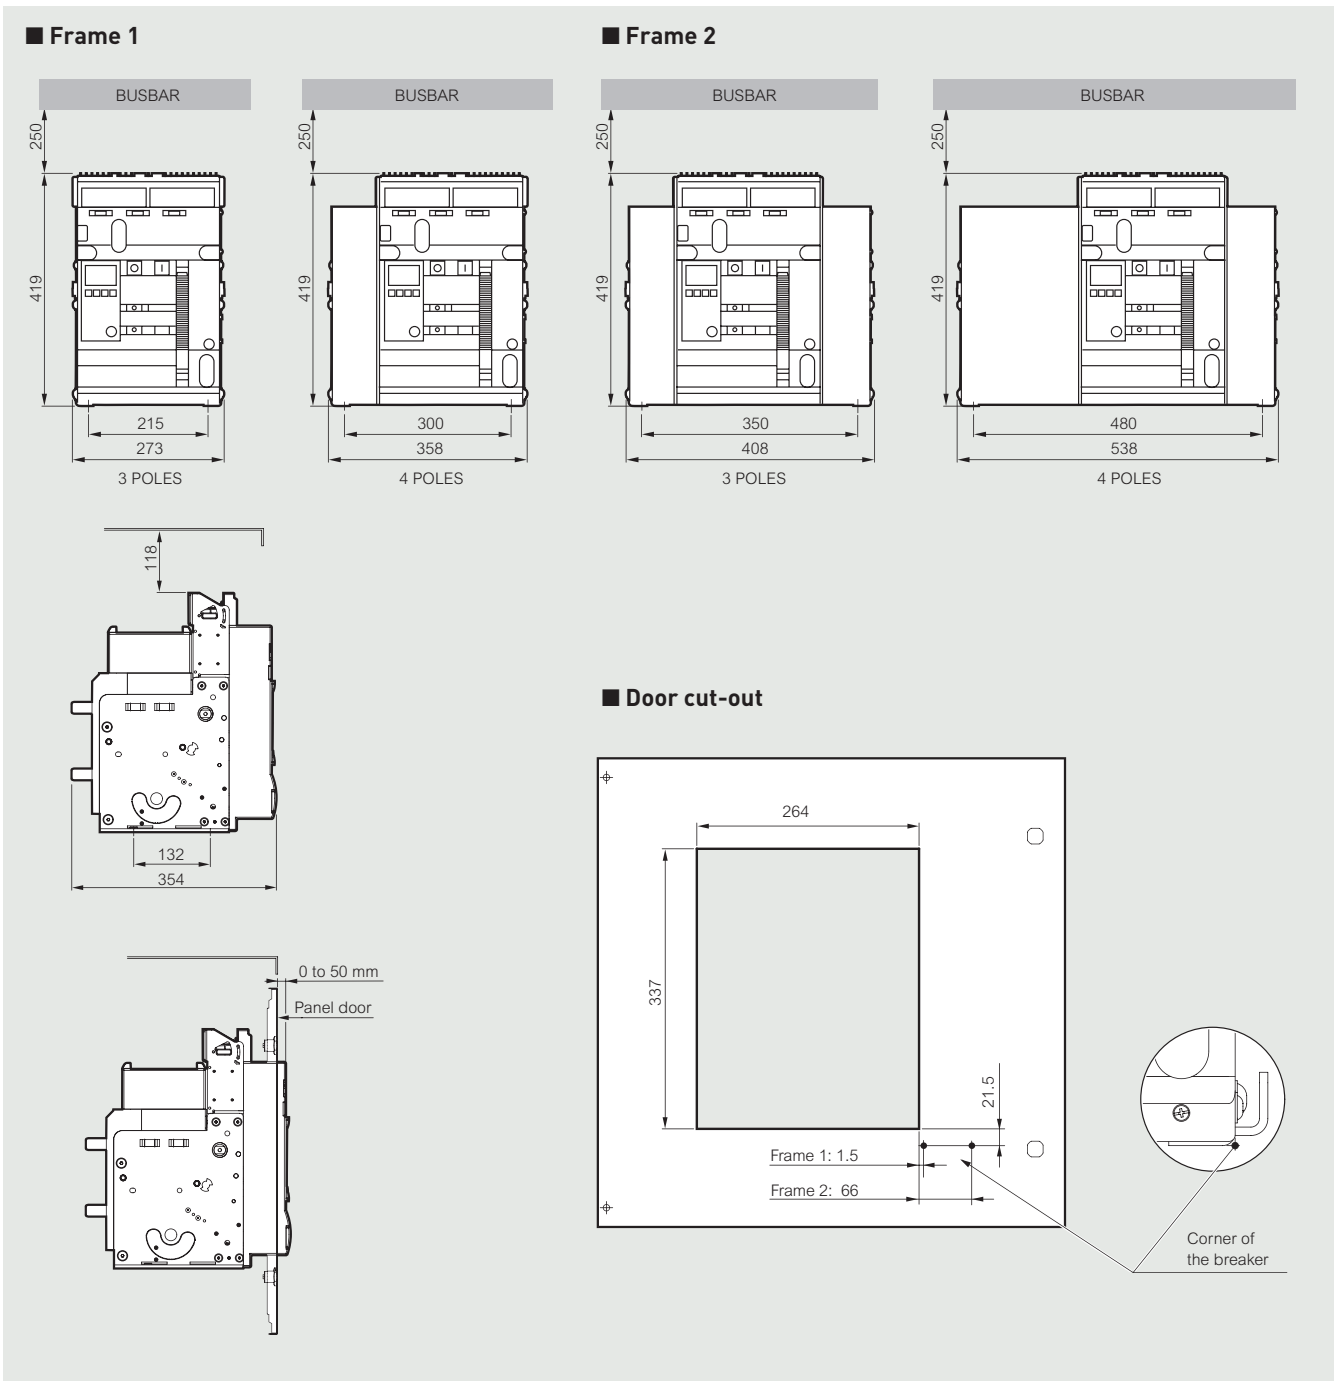 ■ Frame 1
■ Frame 2
BUSBAR
BUSBAR
BUSBAR
BUSBAR
250
250
250
250
419
419
419
419
215
300
350
480
273
358
408
538
3 POLES
4 POLES
3 POLES
4 POLES
118
132
354
■ Door cut-out
264
337
21.5
Frame 1: 1.5
Frame 2: 66
Corner of
the breaker
0 to 50 mm
Panel door